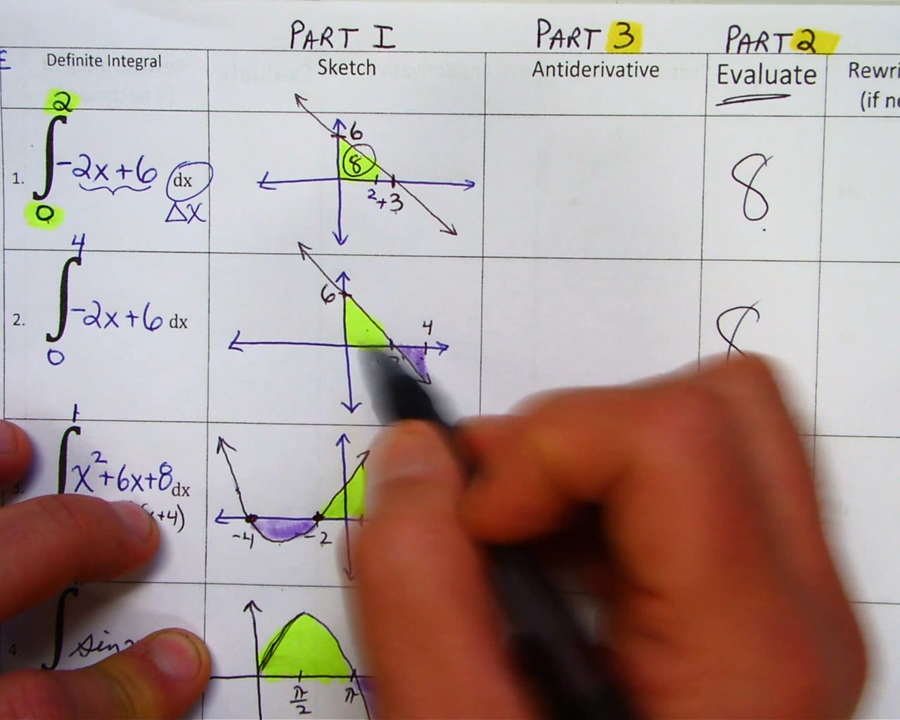 PART I PART 3 PART 2
E Definite Integral Sketch Antiderivative Evaluate Rewri
(if ne
1. ∫ 2 0 -2x+6 dx ΔX
6 8 2 +3
8
2. ∫ 4 0 -2x+6 dx
6 4
8
∫ 1 x²+6x+8 dx
+4)
-4 -2
4. ∫ sin
π/2 π